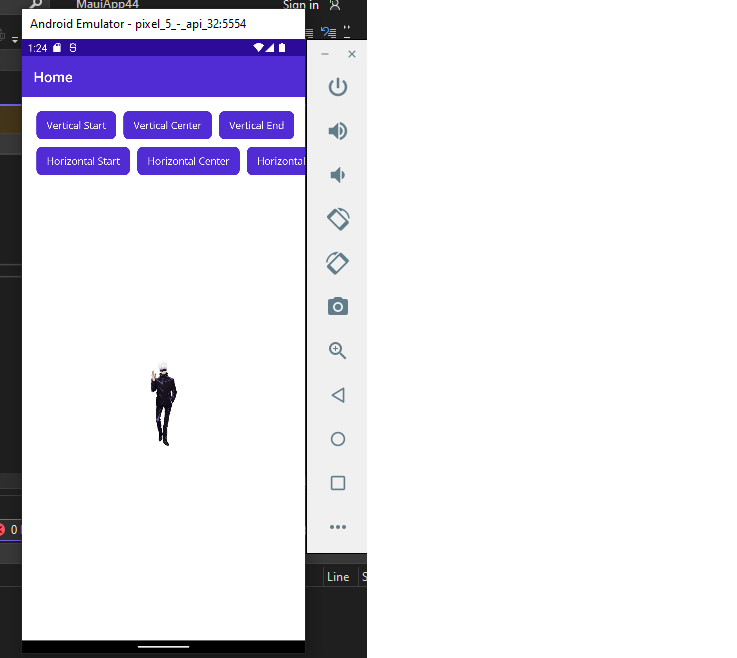 MauiApp44
Sign in
Android Emulator - pixel_5_-_api_32:5554
1:24
Home
Vertical Start
Vertical Center
Vertical End
Horizontal Start
Horizontal Center
Horizontal
0
Line
S